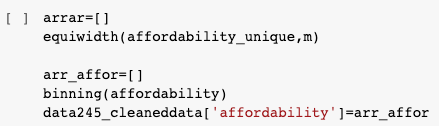 [ ] arrar=[]
equiwidth(affordability_unique,m)
arr_affor=[]
binning(affordability)
data245_cleaneddata['affordability']=arr_affor